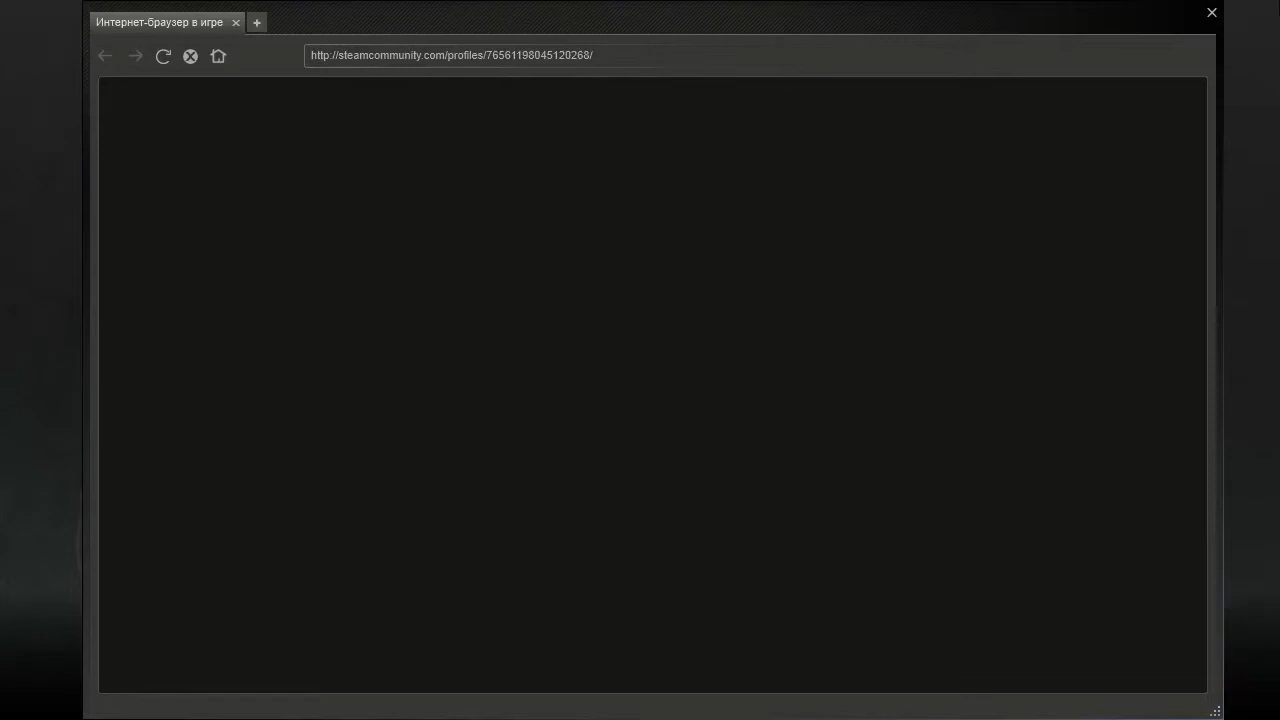 Интернет-браузер в игре
http://steamcommunity.com/profiles/76561198045120268/